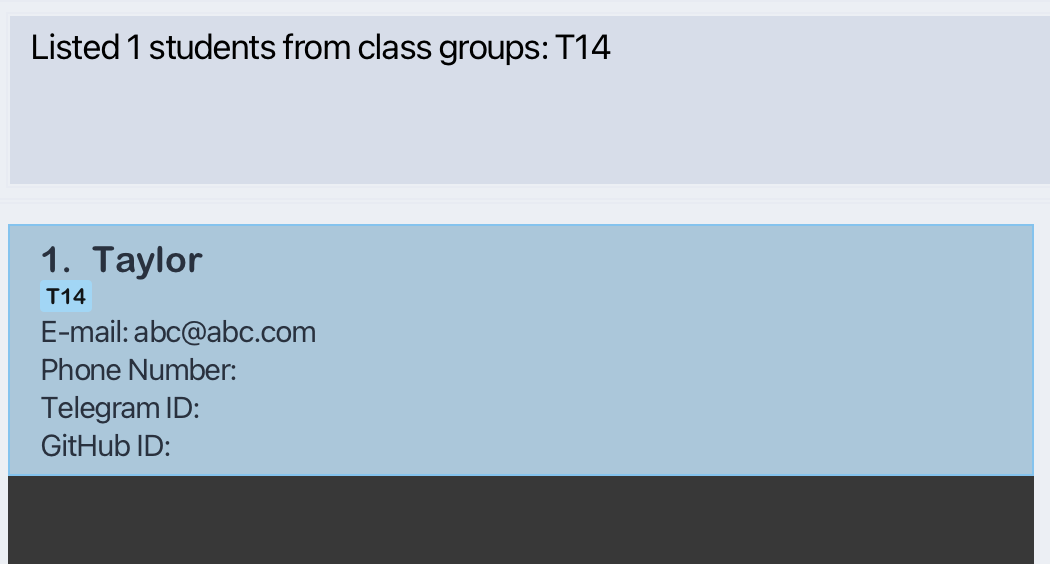 Listed 1 students from class groups: T14
1. Taylor
T14
E-mail: abc@abc.com
Phone Number:
Telegram ID:
GitHub ID: